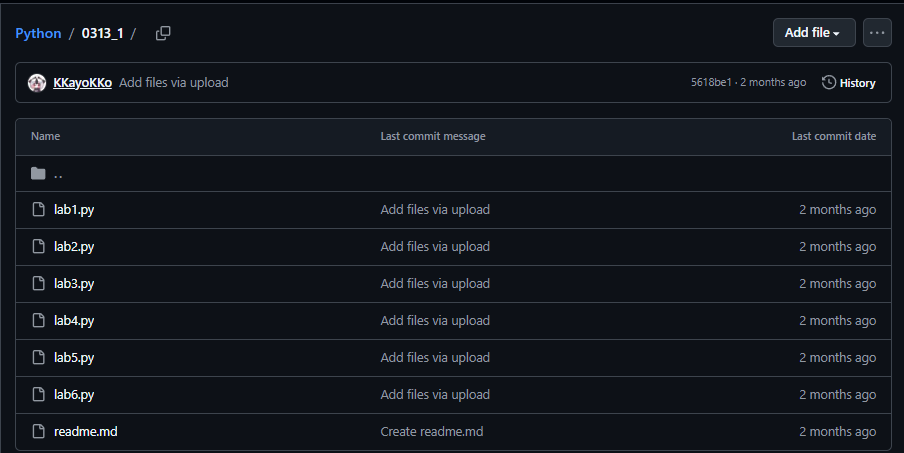 Python / 0313_1 / Add file
KKayoKKo Add files via upload 5618be1 · 2 months ago History
Name Last commit message Last commit date
..
lab1.py Add files via upload 2 months ago
lab2.py Add files via upload 2 months ago
lab3.py Add files via upload 2 months ago
lab4.py Add files via upload 2 months ago
lab5.py Add files via upload 2 months ago
lab6.py Add files via upload 2 months ago
readme.md Create readme.md 2 months ago